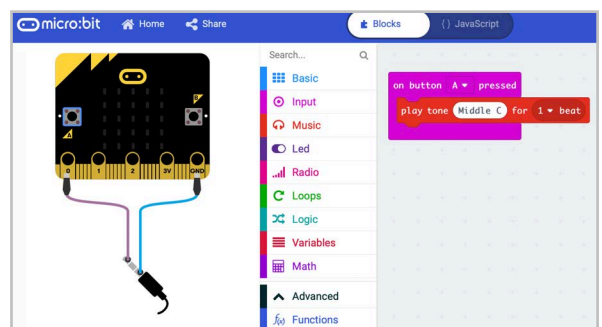 micro:bit Home Share Blocks {} JavaScript
Search...
Basic
Input
Music
Led
Radio
Loops
Logic
Variables
Math
Advanced
f(x) Functions
on button A pressed
play tone Middle C for 1 beat
B
A
0 1 2 3V GND